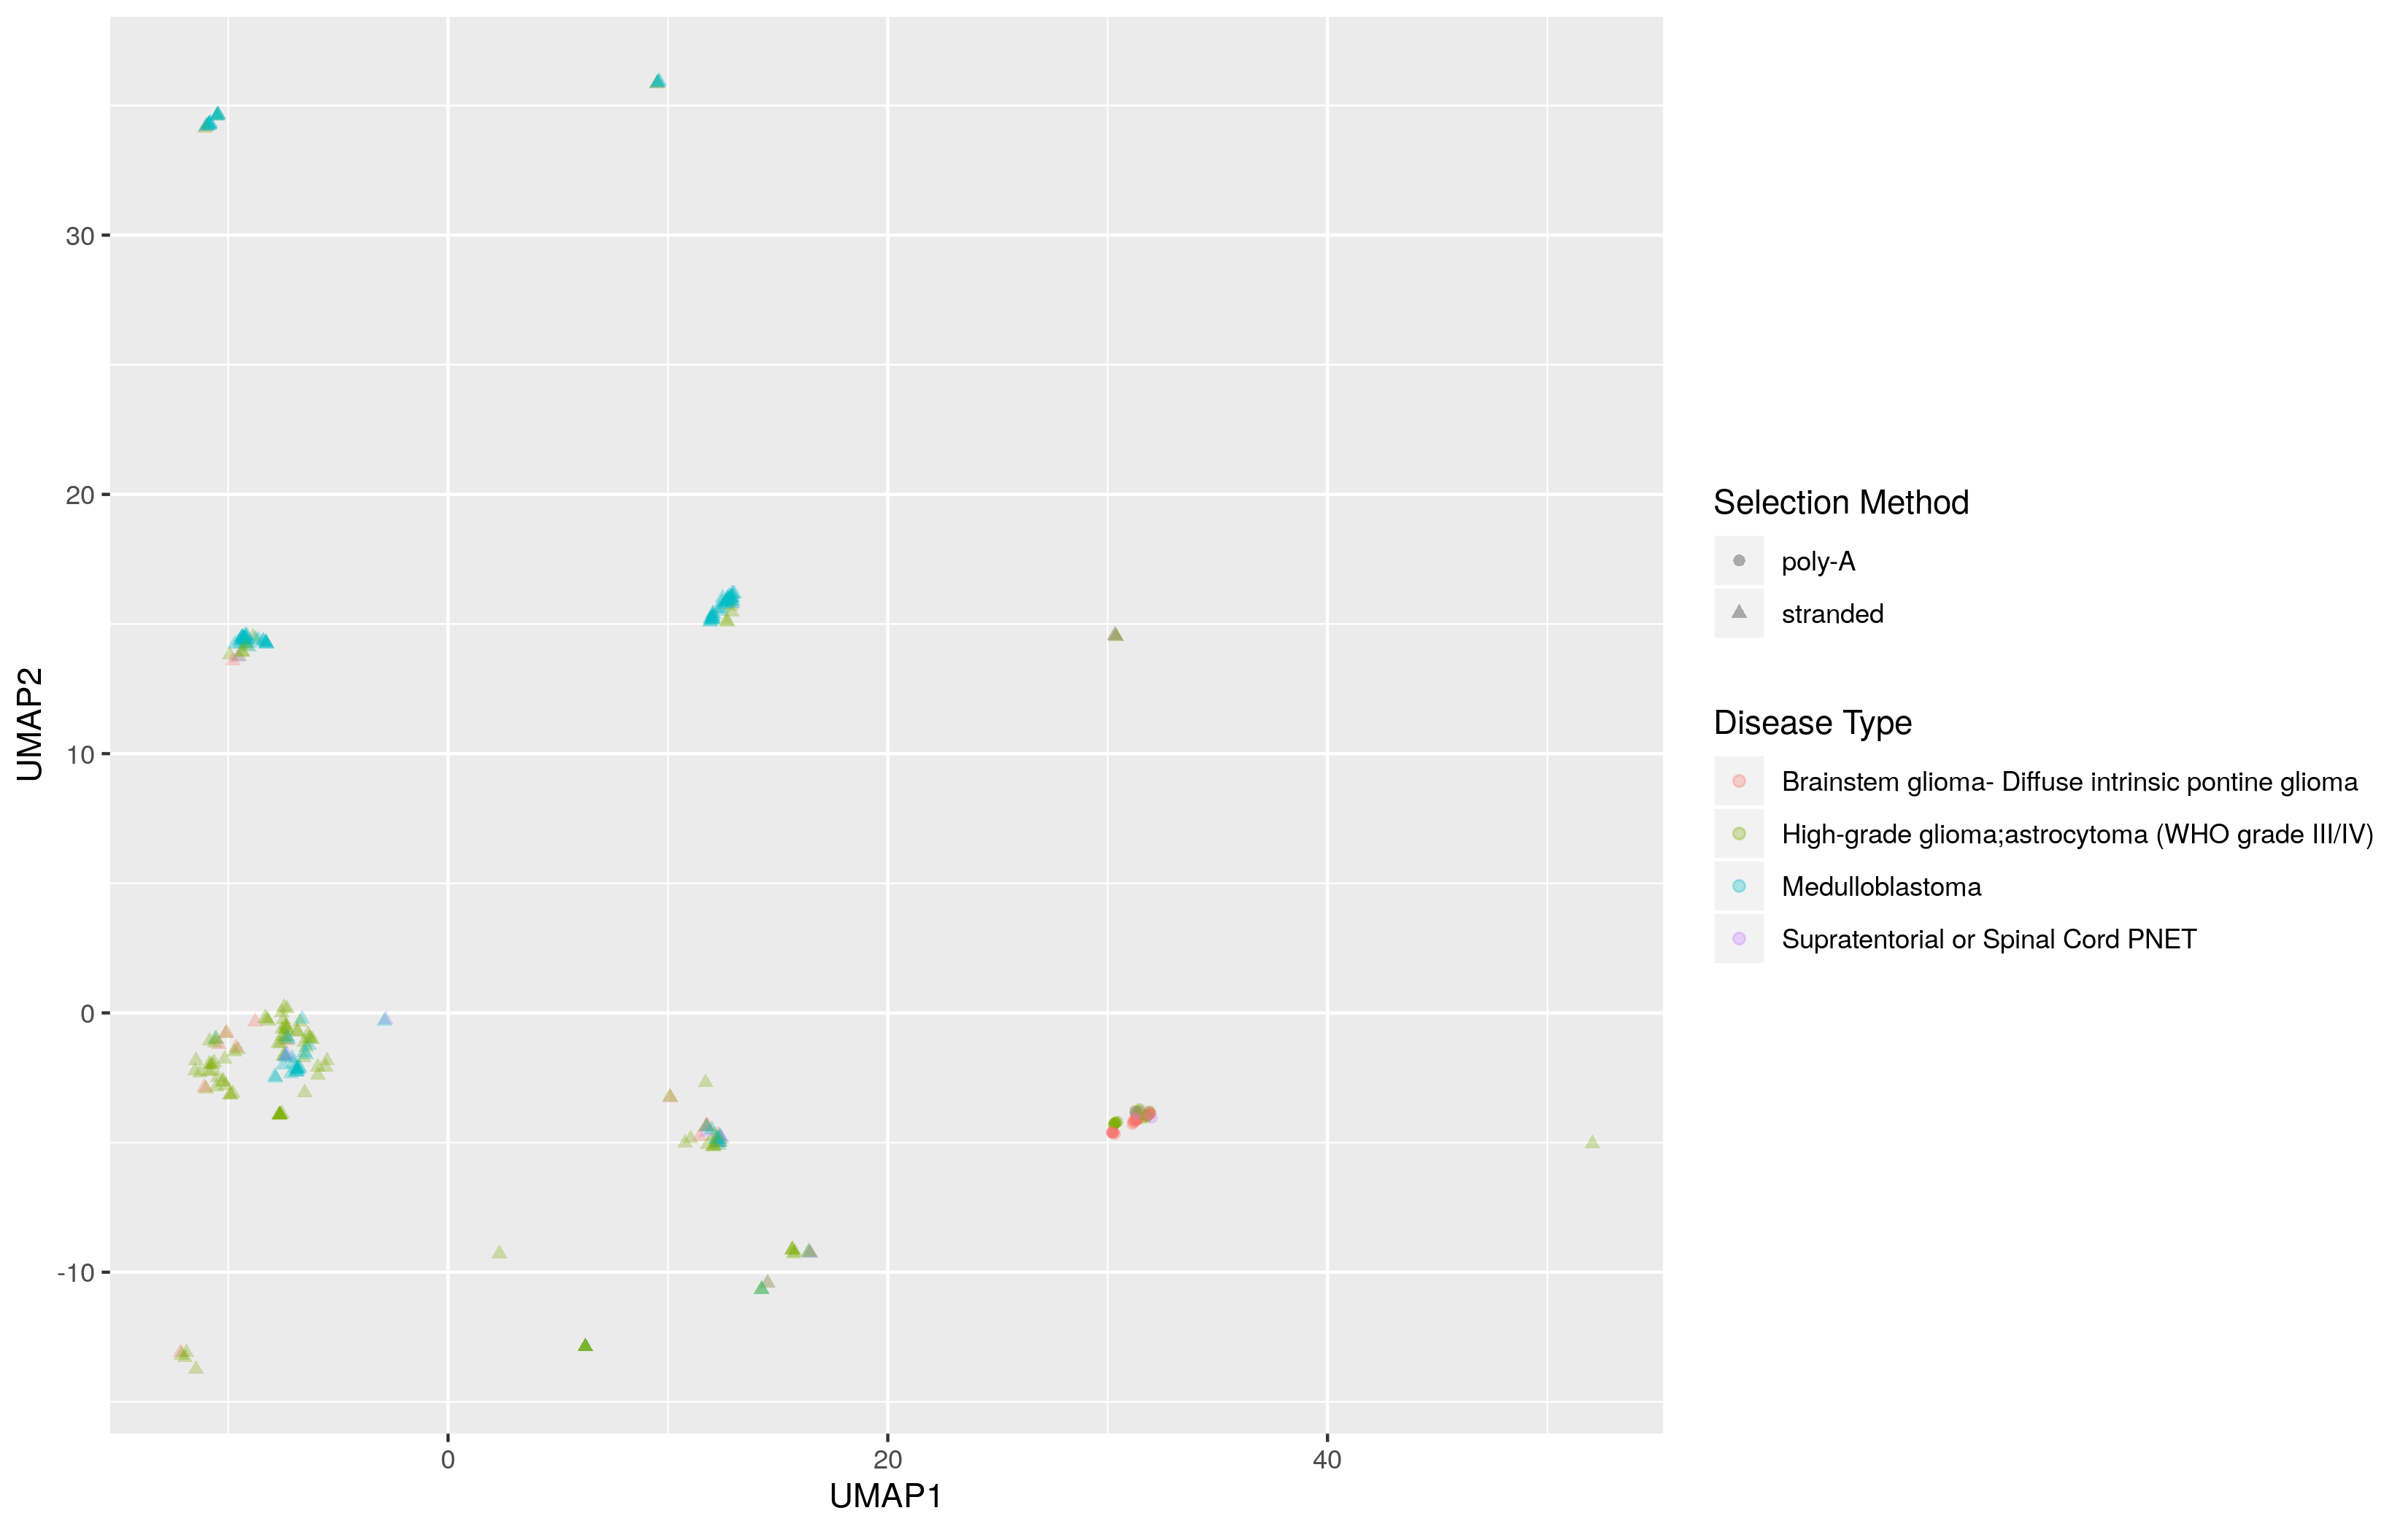 30
20
10
0
-10
UMAP2
0
20
40
UMAP1
Selection Method
poly-A
stranded
Disease Type
Brainstem glioma- Diffuse intrinsic pontine glioma
High-grade glioma;astrocytoma (WHO grade III/IV)
Medulloblastoma
Supratentorial or Spinal Cord PNET